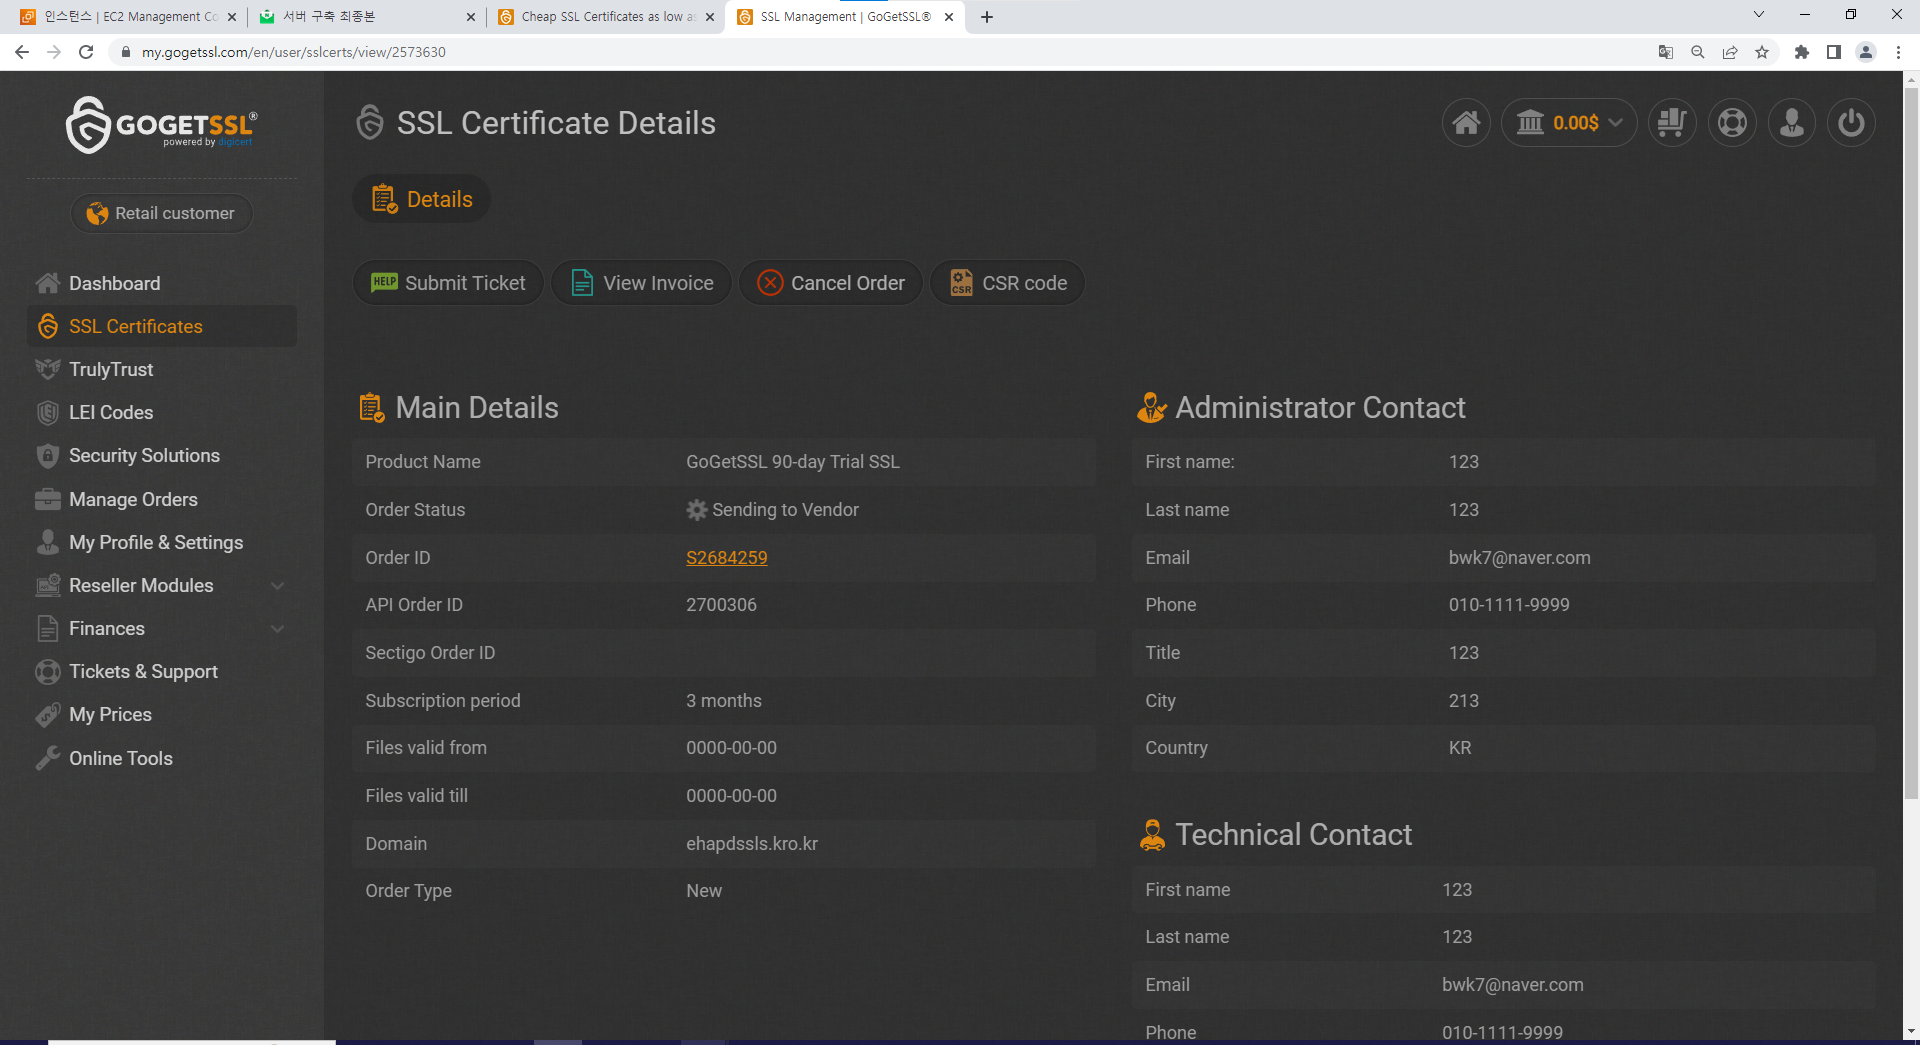 인스턴스 | EC2 Management Co
서버 구축 최종본
Cheap SSL Certificates as low as
SSL Management | GoGetSSL®
my.gogetssl.com/en/user/sslcerts/view/2573630
GOGETSSL®
powered by digicert
Retail customer
Dashboard
SSL Certificates
TrulyTrust
LEI Codes
Security Solutions
Manage Orders
My Profile & Settings
Reseller Modules
Finances
Tickets & Support
My Prices
Online Tools
SSL Certificate Details
0.00$
Details
HELP Submit Ticket
View Invoice
Cancel Order
CSR CSR code
Main Details
Product Name GoGetSSL 90-day Trial SSL
Order Status Sending to Vendor
Order ID S2684259
API Order ID 2700306
Sectigo Order ID
Subscription period 3 months
Files valid from 0000-00-00
Files valid till 0000-00-00
Domain ehapdssls.kro.kr
Order Type New
Administrator Contact
First name: 123
Last name 123
Email bwk7@naver.com
Phone 010-1111-9999
Title 123
City 213
Country KR
Technical Contact
First name 123
Last name 123
Email bwk7@naver.com
Phone 010-1111-9999